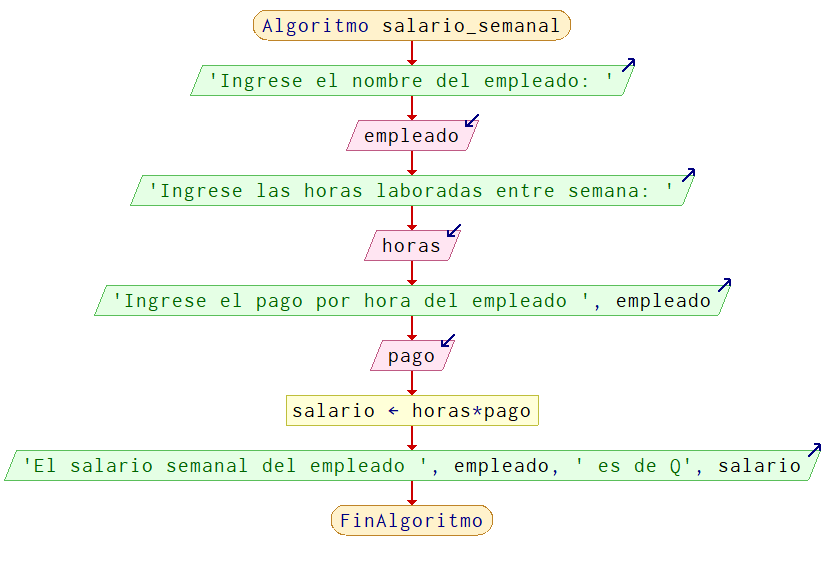 Algoritmo salario_semanal
'Ingrese el nombre del empleado: '
empleado
'Ingrese las horas laboradas entre semana: '
horas
'Ingrese el pago por hora del empleado ', empleado
pago
salario ← horas*pago
'El salario semanal del empleado ', empleado, ' es de Q', salario
FinAlgoritmo